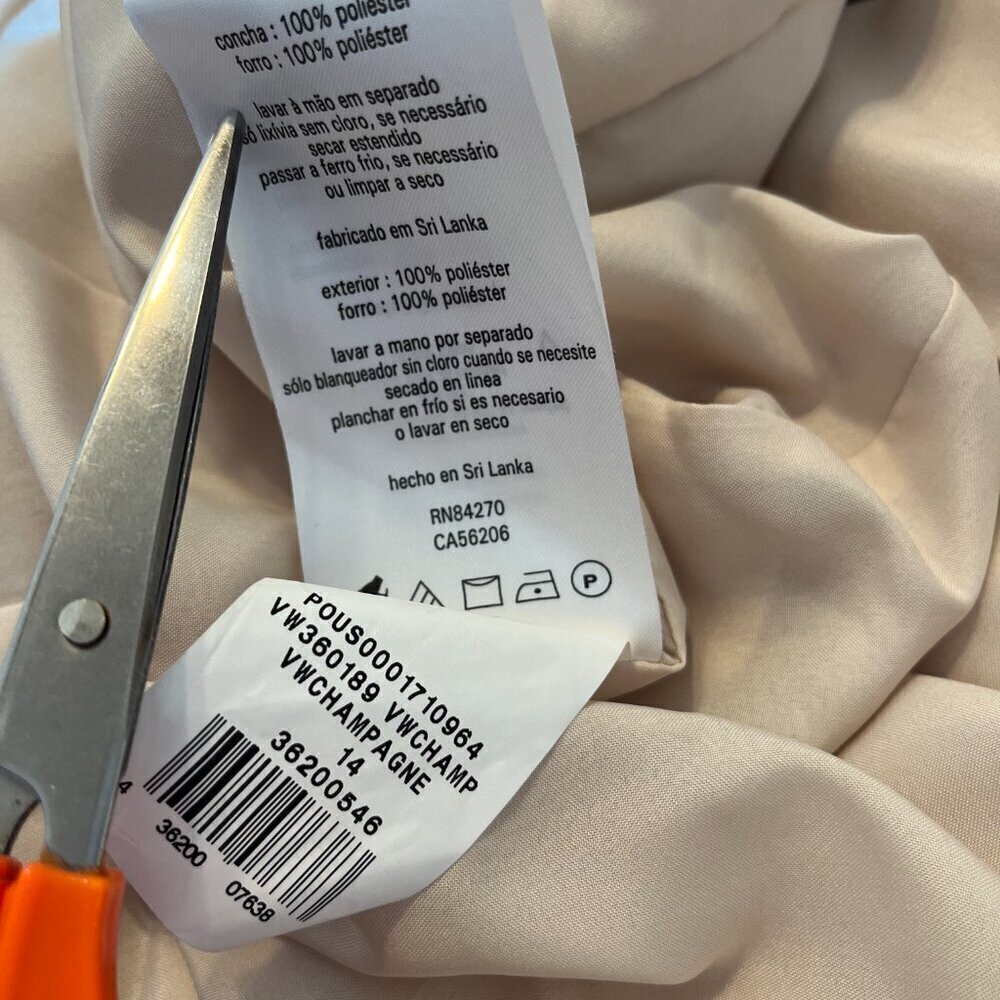 concha : 100% poliéster
forro : 100% poliéster
lavar à mão em separado
só lixívia sem cloro, se necessário
secar estendido
passar a ferro frio, se necessário
ou limpar a seco
fabricado em Sri Lanka
exterior : 100% poliéster
forro : 100% poliéster
lavar a mano por separado
sólo blanqueador sin cloro cuando se necesite
secado en linea
planchar en frío si es necesario
o lavar en seco
hecho en Sri Lanka
RN84270
CA56206
P
POUS0001710964
VW360189 VWCHAMP
VWCHAMPAGNE
14
36200546
4 36200 07638